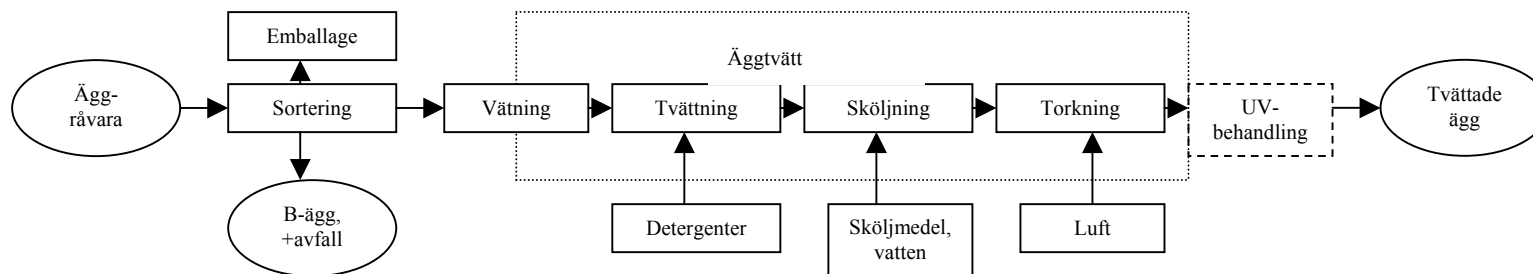 Emballage
Äggtvätt
Ägg-
råvara
Sortering
Vätning
Tvättning
Sköljning
Torkning
UV-
behandling
Tvättade
ägg
B-ägg,
+avfall
Detergenter
Sköljmedel,
vatten
Luft